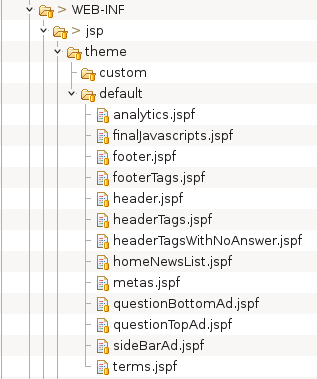 > WEB-INF
> jsp
theme
custom
default
analytics.jspf
finalJavascripts.jspf
footer.jspf
footerTags.jspf
header.jspf
headerTags.jspf
headerTagsWithNoAnswer.jspf
homeNewsList.jspf
metas.jspf
questionBottomAd.jspf
questionTopAd.jspf
sideBarAd.jspf
terms.jspf